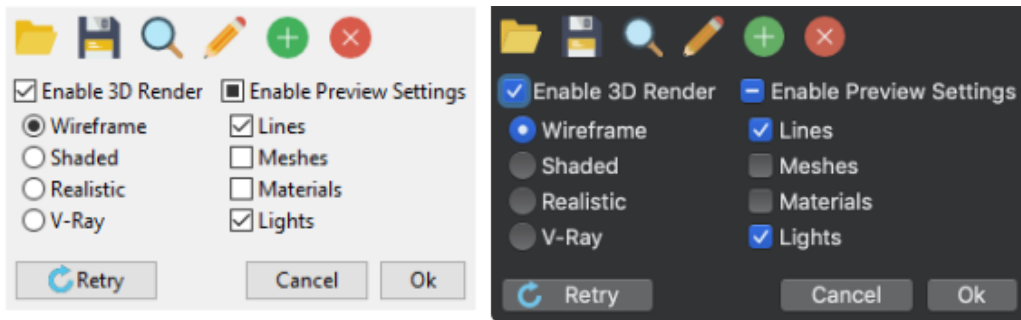 Enable 3D Render Enable Preview Settings
Wireframe Lines
Shaded Meshes
Realistic Materials
V-Ray Lights
Retry Cancel Ok
Enable 3D Render Enable Preview Settings
Wireframe Lines
Shaded Meshes
Realistic Materials
V-Ray Lights
Retry Cancel Ok